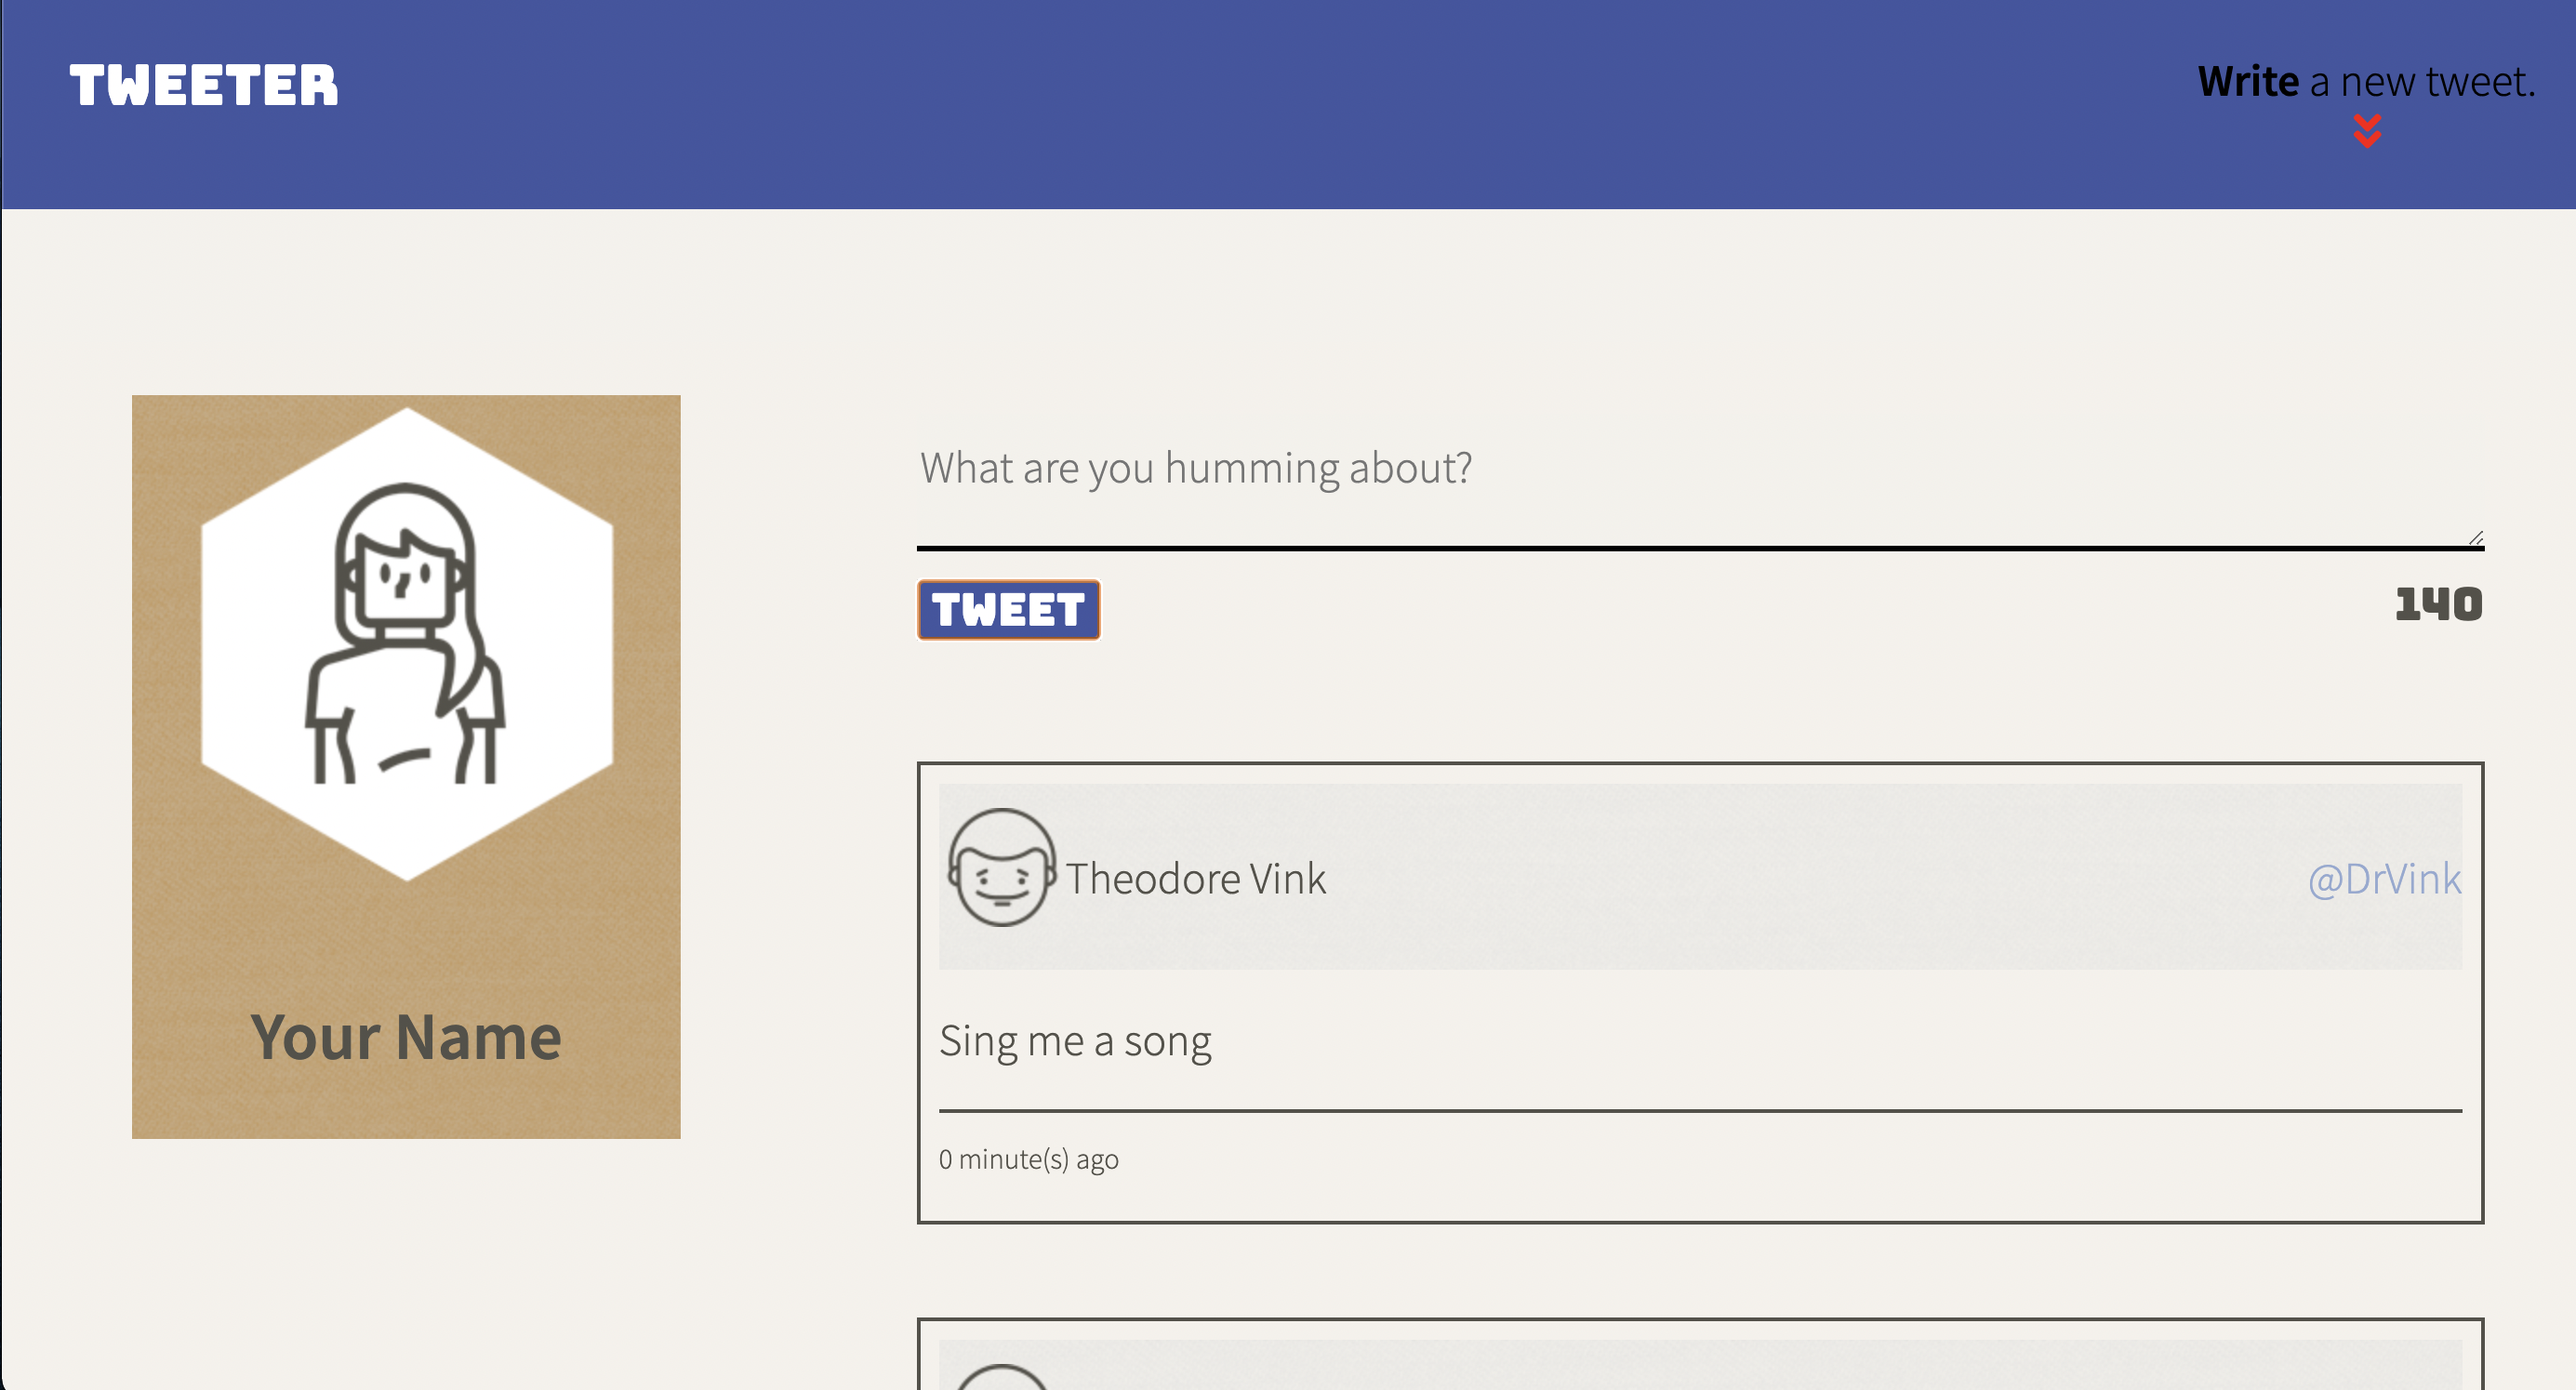 TWEETER
Write a new tweet.
What are you humming about?
TWEET
140
Your Name
Theodore Vink
@DrVink
Sing me a song
0 minute(s) ago